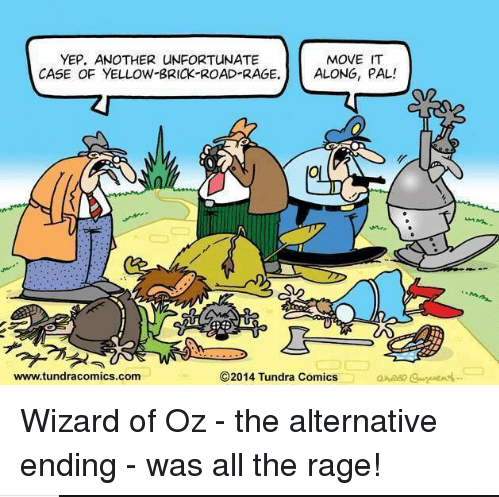 YEP. ANOTHER UNFORTUNATE
CASE OF YELLOW-BRICK-ROAD-RAGE.
MOVE IT
ALONG, PAL!
www.tundracomics.com
©2014 Tundra Comics
Wizard of Oz - the alternative
ending - was all the rage!